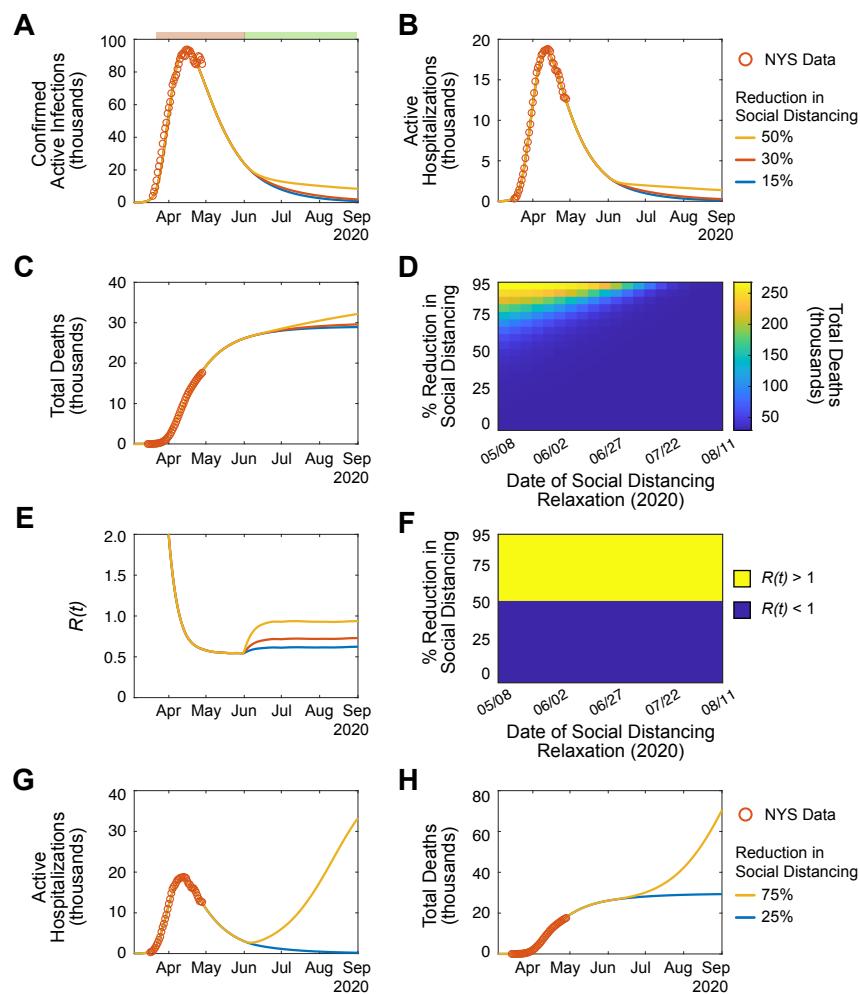 A
Confirmed
Active Infections
(thousands)
100
80
60
40
20
0
Apr
May
Jun
Jul
Aug
Sep
2020
B
Active
Hospitalizations
(thousands)
20
15
10
5
0
Apr
May
Jun
Jul
Aug
Sep
2020
NYS Data
Reduction in
Social Distancing
50%
30%
15%
C
Total Deaths
(thousands)
40
30
20
10
0
Apr
May
Jun
Jul
Aug
Sep
2020
D
% Reduction in
Social Distancing
95
75
50
25
0
05/08
06/02
06/27
07/22
08/11
Date of Social Distancing
Relaxation (2020)
250
200
150
100
50
Total Deaths
(thousands)
E
R(t)
2.0
1.5
1.0
0.5
0
Apr
May
Jun
Jul
Aug
Sep
2020
F
% Reduction in
Social Distancing
95
75
50
25
0
05/08
06/02
06/27
07/22
08/11
Date of Social Distancing
Relaxation (2020)
R(t) > 1
R(t) < 1
G
Active
Hospitalizations
(thousands)
40
30
20
10
0
Apr
May
Jun
Jul
Aug
Sep
2020
H
Total Deaths
(thousands)
80
60
40
20
0
Apr
May
Jun
Jul
Aug
Sep
2020
NYS Data
Reduction in
Social Distancing
75%
25%